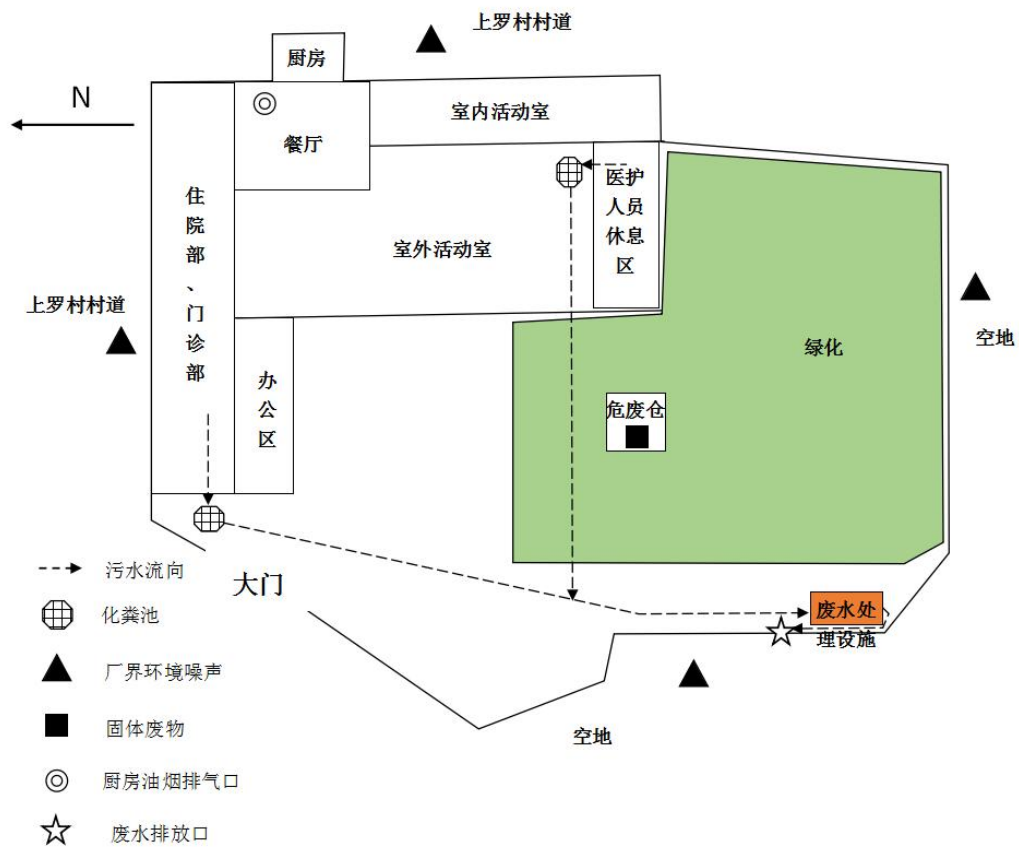 上罗村村道
厨房
N
室内活动室
餐厅
医护
人员
休息
区
住
院
部
、
门
诊
部
室外活动室
上罗村村道
空地
绿化
办
公
区
危废仓
大门
废水处
理设施
空地
污水流向
化粪池
厂界环境噪声
固体废物
厨房油烟排气口
废水排放口